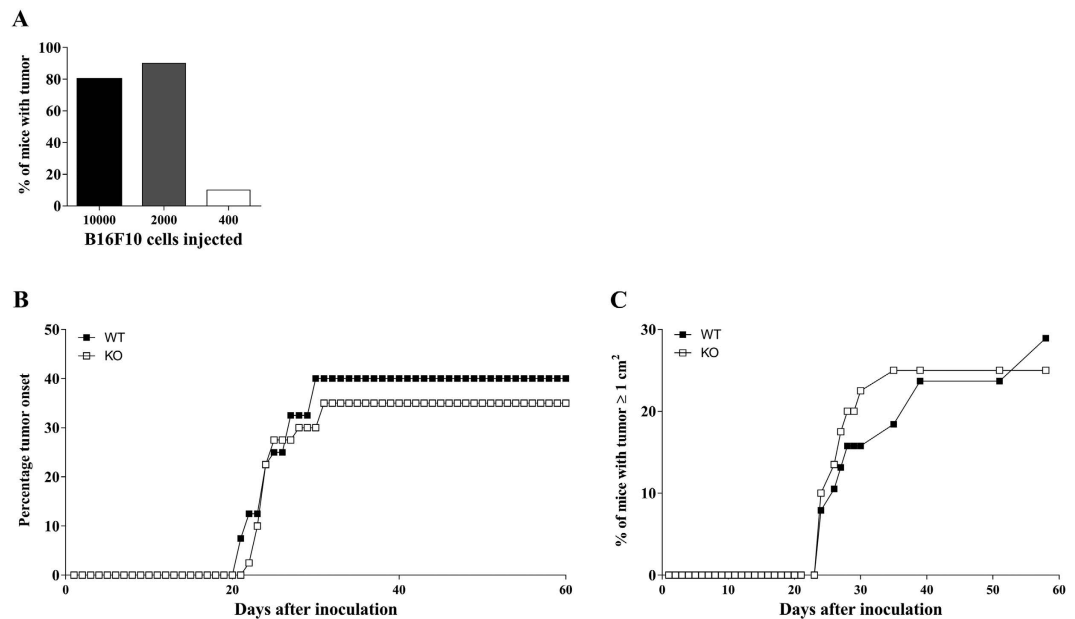 A
% of mice with tumor
100
80
60
40
20
0
10000 2000 400
B16F10 cells injected
B
Percentage tumor onset
50
40
30
20
10
0
WT
KO
0 20 40 60
Days after inoculation
C
% of mice with tumor ≥ 1 cm²
30
20
10
0
WT
KO
0 10 20 30 40 50 60
Days after inoculation